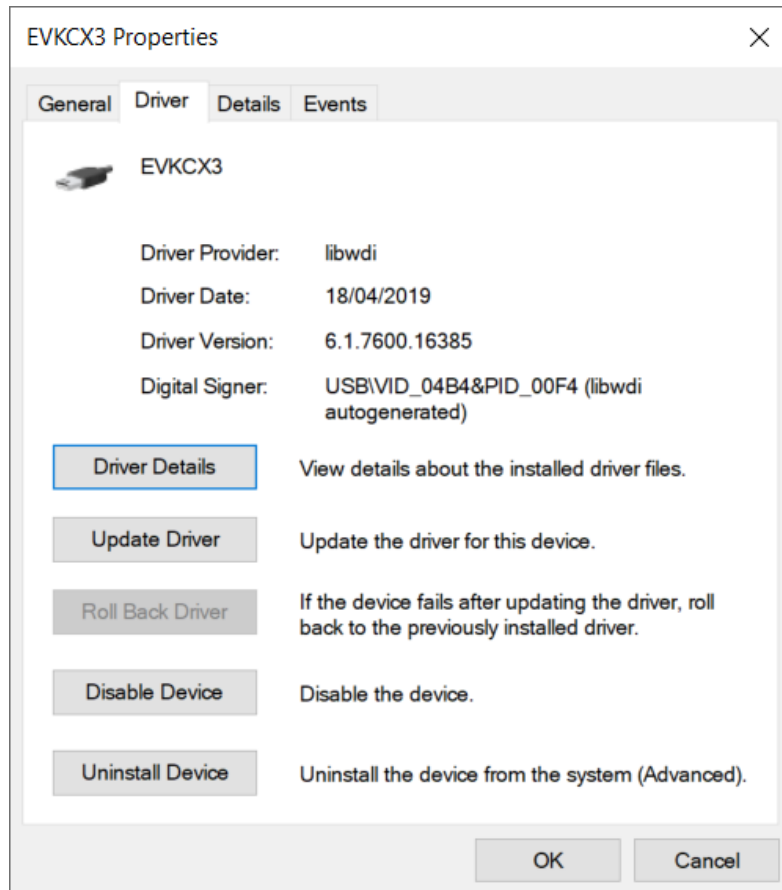 EVKCX3 Properties
General Driver Details Events
EVKCX3
Driver Provider: libwdi
Driver Date: 18/04/2019
Driver Version: 6.1.7600.16385
Digital Signer: USB\VID_04B4&PID_00F4 (libwdi
autogenerated)
Driver Details View details about the installed driver files.
Update Driver Update the driver for this device.
Roll Back Driver If the device fails after updating the driver, roll
back to the previously installed driver.
Disable Device Disable the device.
Uninstall Device Uninstall the device from the system (Advanced).
OK Cancel